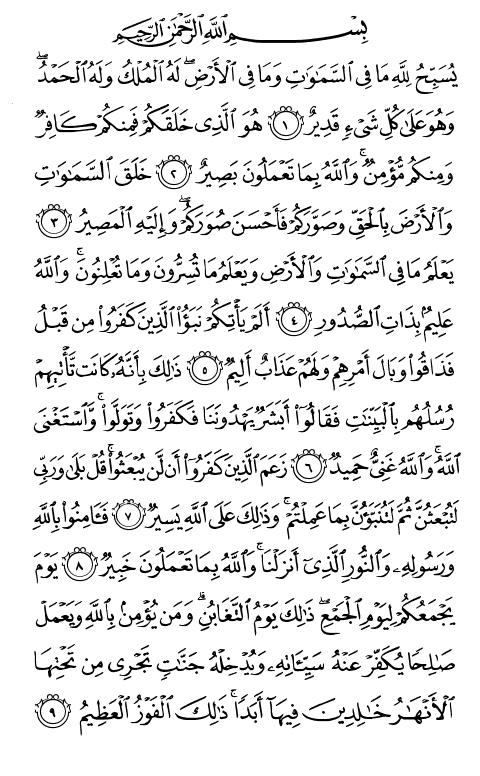 بِسْمِ ٱللَّهِ ٱلرَّحْمَٰنِ ٱلرَّحِيمِ
يُسَبِّحُ لِلَّهِ مَا فِى ٱلسَّمَٰوَٰتِ وَمَا فِى ٱلْأَرْضِ ۖ لَهُ ٱلْمُلْكُ وَلَهُ ٱلْحَمْدُ ۖ
وَهُوَ عَلَىٰ كُلِّ شَىْءٍ قَدِيرٌ ١ هُوَ ٱلَّذِى خَلَقَكُمْ فَمِنكُمْ كَافِرٌ
وَمِنكُم مُّؤْمِنٌ ۚ وَٱللَّهُ بِمَا تَعْمَلُونَ بَصِيرٌ ٢ خَلَقَ ٱلسَّمَٰوَٰتِ
وَٱلْأَرْضَ بِٱلْحَقِّ وَصَوَّرَكُمْ فَأَحْسَنَ صُوَرَكُمْ ۖ وَإِلَيْهِ ٱلْمَصِيرُ ٣
يَعْلَمُ مَا فِى ٱلسَّمَٰوَٰتِ وَٱلْأَرْضِ وَيَعْلَمُ مَا تُسِرُّونَ وَمَا تُعْلِنُونَ ۚ وَٱللَّهُ
عَلِيمٌۢ بِذَاتِ ٱلصُّدُورِ ٤ أَلَمْ يَأْتِكُمْ نَبَؤُا۟ ٱلَّذِينَ كَفَرُوا۟ مِن قَبْلُ
فَذَاقُوا۟ وَبَالَ أَمْرِهِمْ وَلَهُمْ عَذَابٌ أَلِيمٌ ٥ ذَٰلِكَ بِأَنَّهُۥ كَانَت تَّأْتِيهِمْ
رُسُلُهُم بِٱلْبَيِّنَٰتِ فَقَالُوٓا۟ أَبَشَرٌ يَهْدُونَنَا فَكَفَرُوا۟ وَتَوَلَّوا۟ ۚ وَّٱسْتَغْنَى
ٱللَّهُ ۚ وَٱللَّهُ غَنِىٌّ حَمِيدٌ ٦ زَعَمَ ٱلَّذِينَ كَفَرُوٓا۟ أَن لَّن يُبْعَثُوا۟ ۚ قُلْ بَلَىٰ وَرَبِّى
لَتُبْعَثُنَّ ثُمَّ لَتُنَبَّؤُنَّ بِمَا عَمِلْتُمْ ۚ وَذَٰلِكَ عَلَى ٱللَّهِ يَسِيرٌ ٧ فَـَٔامِنُوا۟ بِٱللَّهِ
وَرَسُولِهِۦ وَٱلنُّورِ ٱلَّذِىٓ أَنزَلْنَا ۚ وَٱللَّهُ بِمَا تَعْمَلُونَ خَبِيرٌ ٨ يَوْمَ
يَجْمَعُكُمْ لِيَوْمِ ٱلْجَمْعِ ۖ ذَٰلِكَ يَوْمُ ٱلتَّغَابُنِ ۗ وَمَن يُؤْمِنۢ بِٱللَّهِ وَيَعْمَلْ
صَٰلِحًا يُكَفِّرْ عَنْهُ سَيِّـَٔاتِهِۦ وَيُدْخِلْهُ جَنَّٰتٍ تَجْرِى مِن تَحْتِهَا
ٱلْأَنْهَٰرُ خَٰلِدِينَ فِيهَآ أَبَدًا ۚ ذَٰلِكَ ٱلْفَوْزُ ٱلْعَظِيمُ ٩